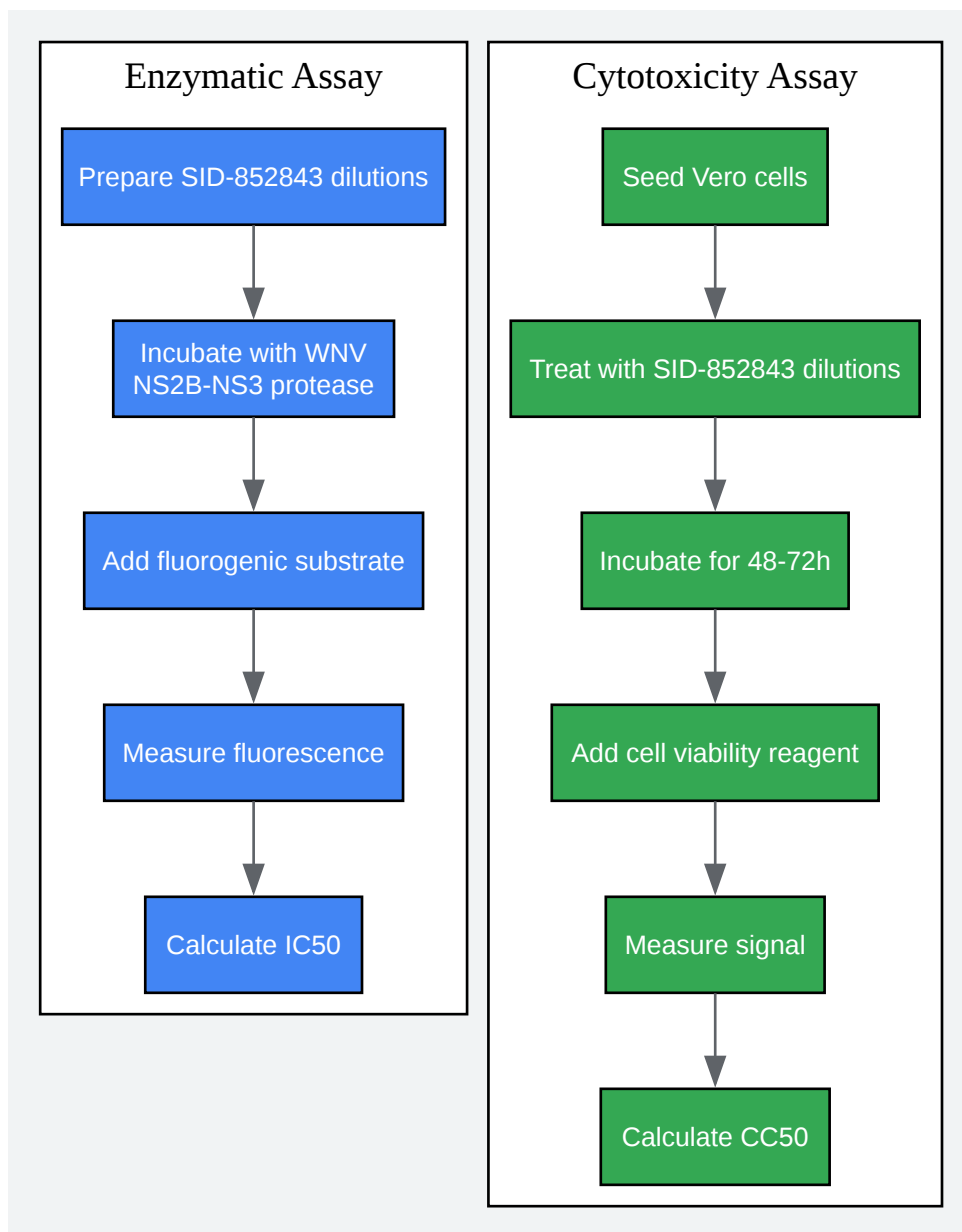 Enzymatic Assay
Prepare SID-852843 dilutions
Incubate with WNV
NS2B-NS3 protease
Add fluorogenic substrate
Measure fluorescence
Calculate IC50
Cytotoxicity Assay
Seed Vero cells
Treat with SID-852843 dilutions
Incubate for 48-72h
Add cell viability reagent
Measure signal
Calculate CC50